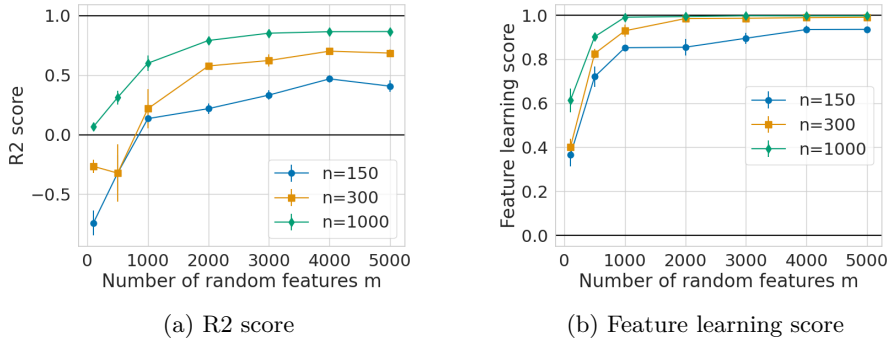 1.0
0.5
0.0
−0.5
R2 score
0 1000 2000 3000 4000 5000
Number of random features m
n=150
n=300
n=1000
(a) R2 score
1.0
0.8
0.6
0.4
0.2
0.0
Feature learning score
0 1000 2000 3000 4000 5000
Number of random features m
n=150
n=300
n=1000
(b) Feature learning score